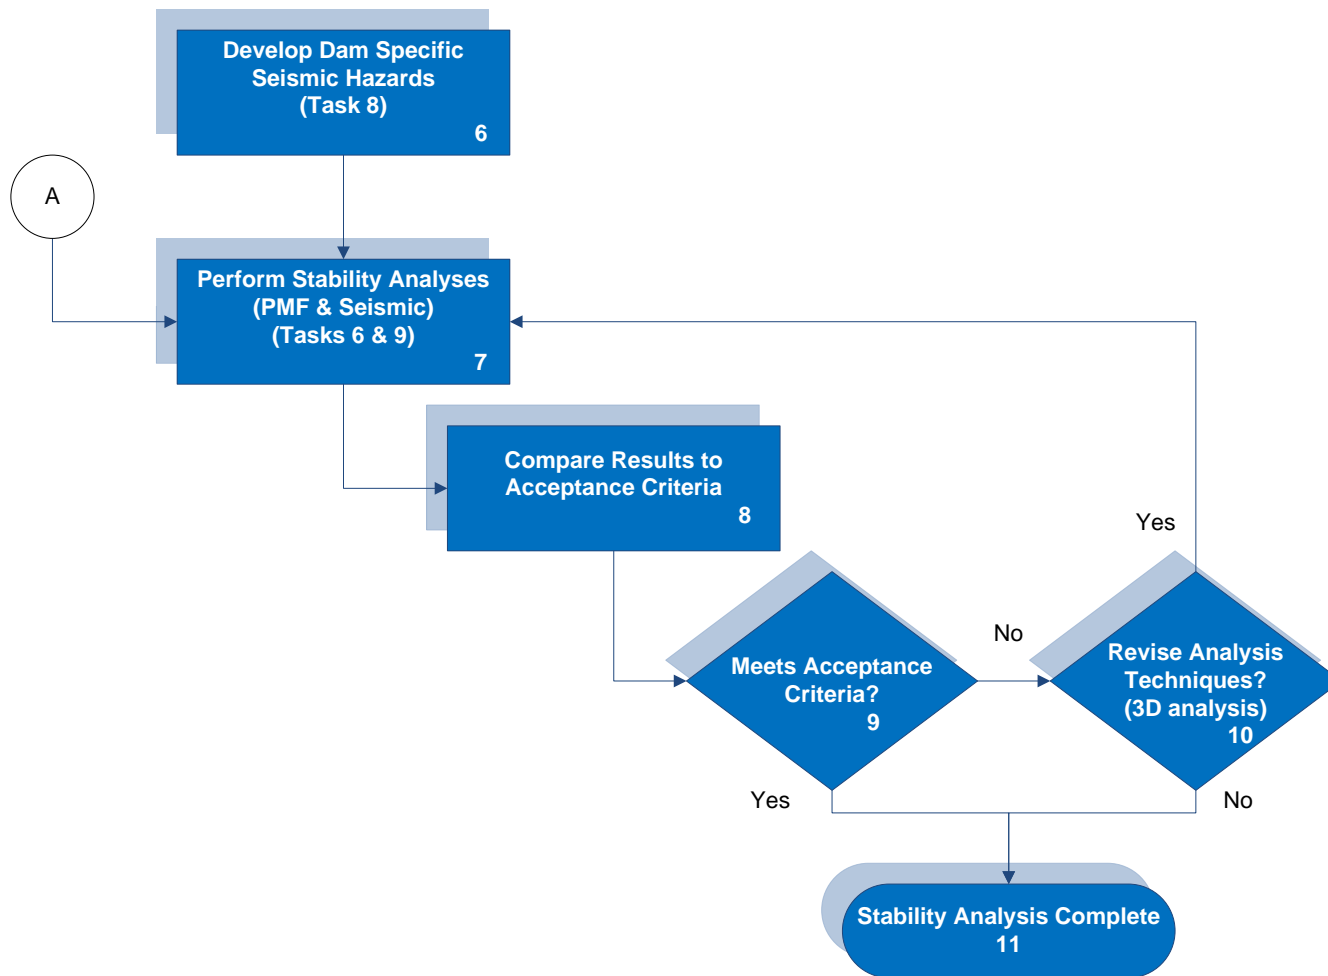 Develop Dam Specific
Seismic Hazards
(Task 8)
6
A
Perform Stability Analyses
(PMF & Seismic)
(Tasks 6 & 9)
7
Compare Results to
Acceptance Criteria
8
Yes
No
Meets Acceptance
Criteria?
9
Revise Analysis
Techniques?
(3D analysis)
10
Yes
No
Stability Analysis Complete
11